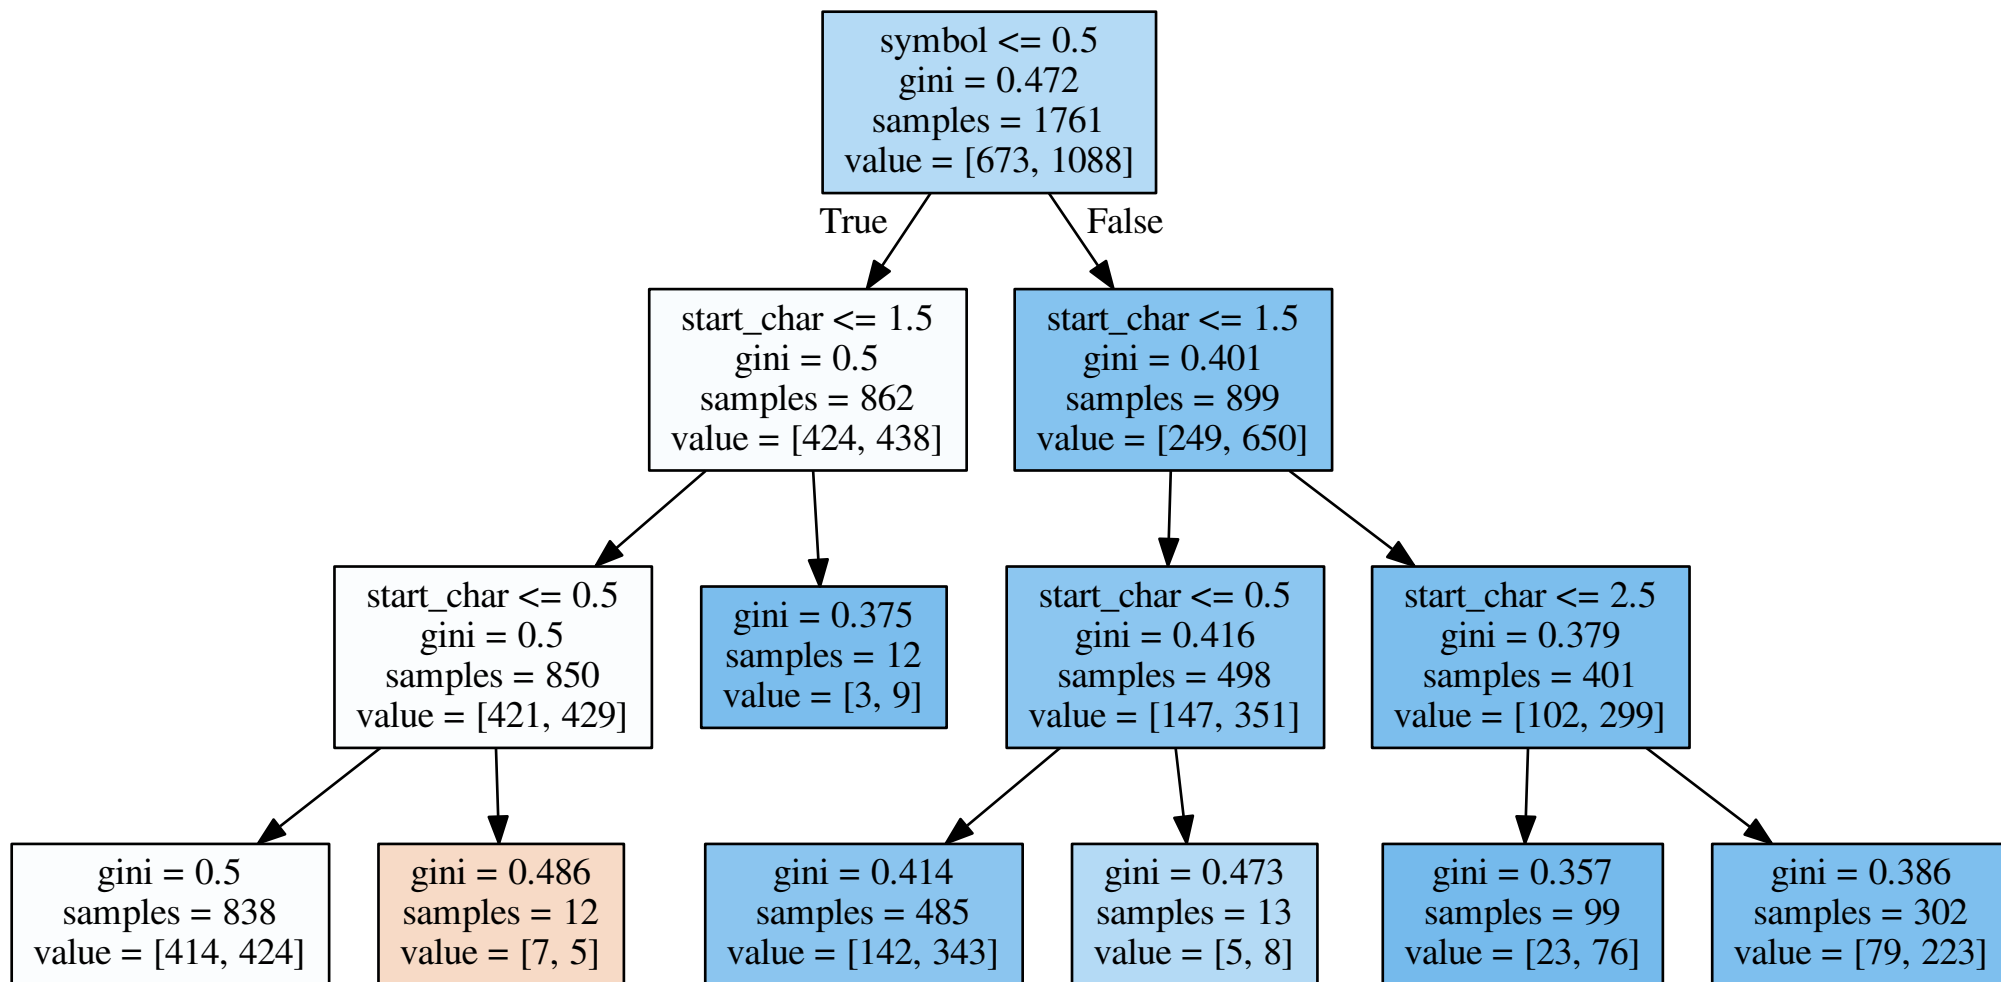 symbol <= 0.5
gini = 0.472
samples = 1761
value = [673, 1088]
True
False
start_char <= 1.5
gini = 0.5
samples = 862
value = [424, 438]
start_char <= 1.5
gini = 0.401
samples = 899
value = [249, 650]
start_char <= 0.5
gini = 0.5
samples = 850
value = [421, 429]
gini = 0.375
samples = 12
value = [3, 9]
start_char <= 0.5
gini = 0.416
samples = 498
value = [147, 351]
start_char <= 2.5
gini = 0.379
samples = 401
value = [102, 299]
gini = 0.5
samples = 838
value = [414, 424]
gini = 0.486
samples = 12
value = [7, 5]
gini = 0.414
samples = 485
value = [142, 343]
gini = 0.473
samples = 13
value = [5, 8]
gini = 0.357
samples = 99
value = [23, 76]
gini = 0.386
samples = 302
value = [79, 223]